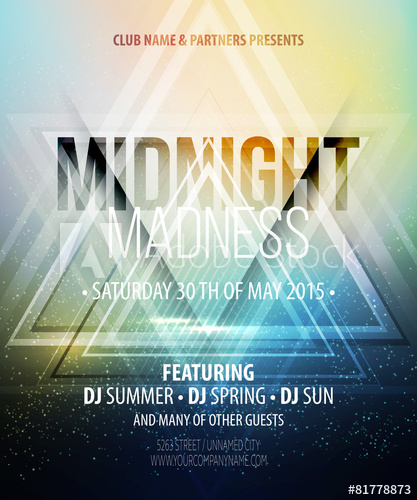 CLUB NAME & PARTNERS PRESENTS
MIDNIGHT
MADNESS
• SATURDAY 30 TH OF MAY 2015 •
FEATURING
DJ SUMMER • DJ SPRING • DJ SUN
AND MANY OF OTHER GUESTS
5263 STREET / UNNAMED CITY
WWW.YOURCOMPANYNAME.COM
#81778873